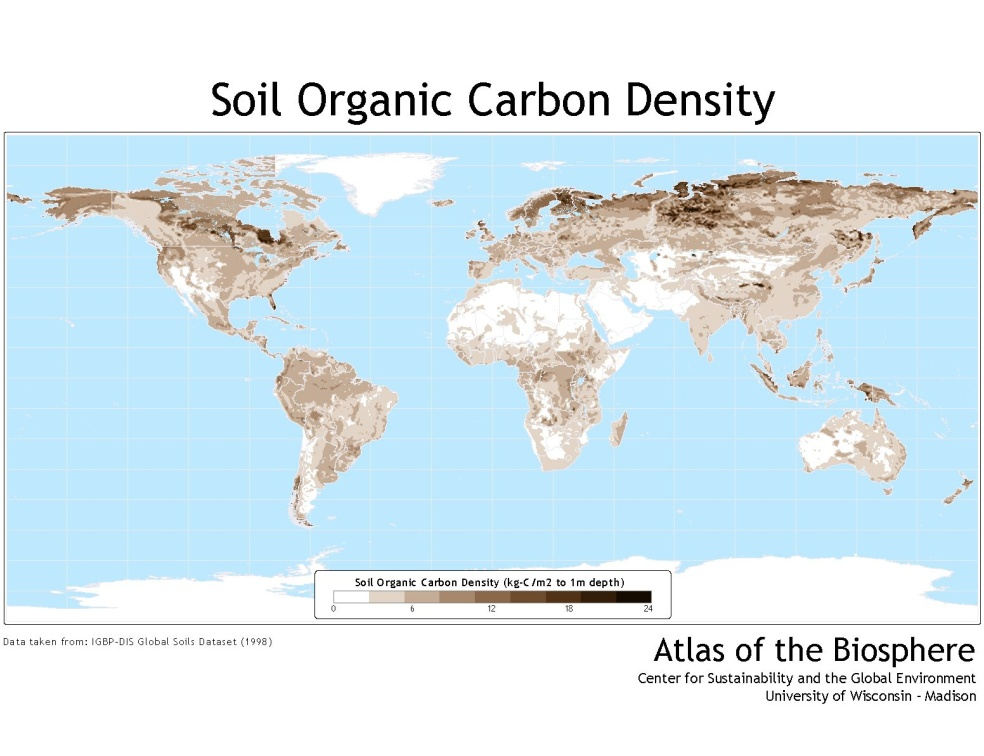 Soil Organic Carbon Density
Soil Organic Carbon Density (kg-C/m2 to 1m depth)
0 6 12 18 24
Data taken from: IGBP-DIS Global Soils Dataset (1998)
Atlas of the Biosphere
Center for Sustainability and the Global Environment
University of Wisconsin - Madison